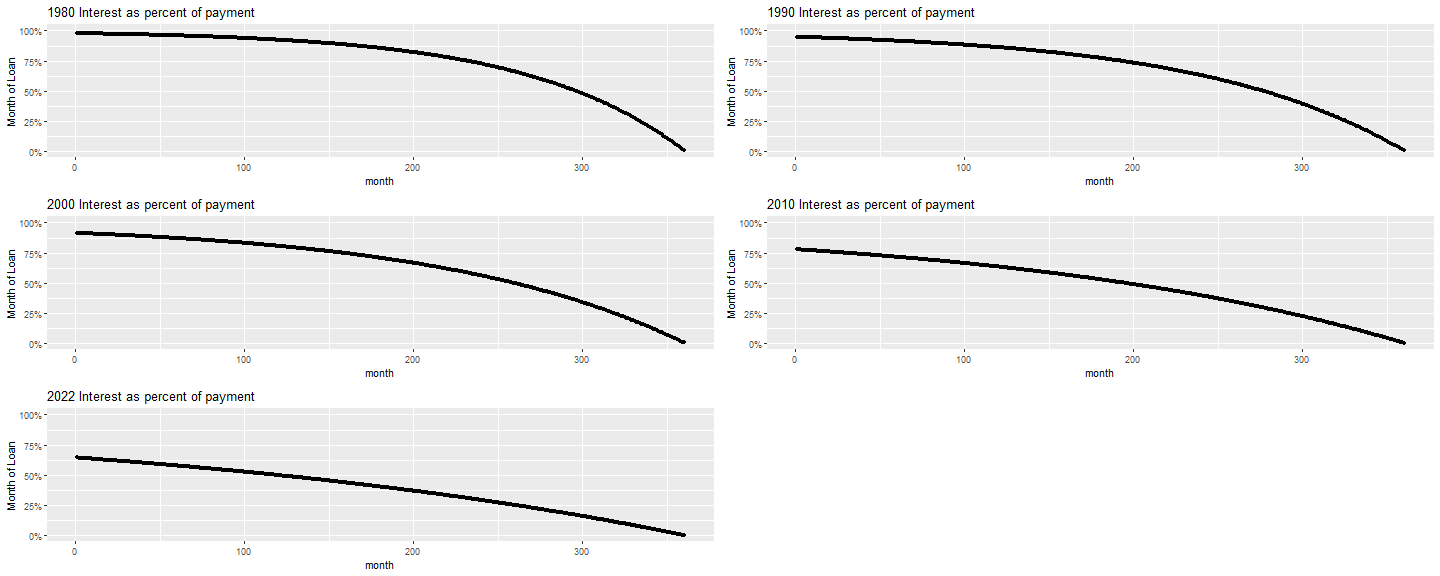 1980 Interest as percent of payment
100%
75%
50%
25%
0%
Month of Loan
0 100 200 300
month
1990 Interest as percent of payment
100%
75%
50%
25%
0%
Month of Loan
0 100 200 300
month
2000 Interest as percent of payment
100%
75%
50%
25%
0%
Month of Loan
0 100 200 300
month
2010 Interest as percent of payment
100%
75%
50%
25%
0%
Month of Loan
0 100 200 300
month
2022 Interest as percent of payment
100%
75%
50%
25%
0%
Month of Loan
0 100 200 300
month